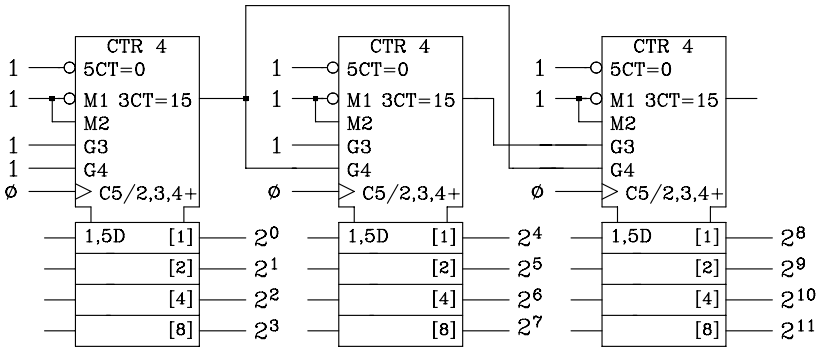 CTR 4 CTR 4 CTR 4
1 5CT=0 1 5CT=0 1 5CT=0
1 M1 3CT=15 1 M1 3CT=15 1 M1 3CT=15
M2 M2 M2
1 G3 1 G3 G3
1 G4 G4 G4
ø C5/2,3,4+ ø C5/2,3,4+ ø C5/2,3,4+
1,5D [1] 2⁰ 1,5D [1] 2⁴ 1,5D [1] 2⁸
[2] 2¹ [2] 2⁵ [2] 2⁹
[4] 2² [4] 2⁶ [4] 2¹⁰
[8] 2³ [8] 2⁷ [8] 2¹¹